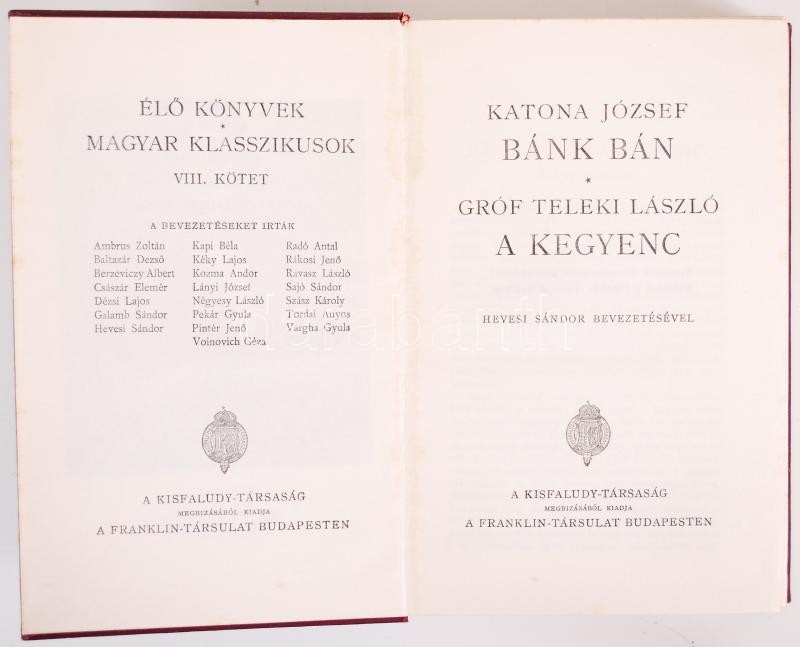 ÉLŐ KÖNYVEK
*
MAGYAR KLASSZIKUSOK
VIII. KÖTET
A BEVEZETÉSEKET IRTÁK
Ambrus Zoltán Kapi Béla Radó Antal
Baltazár Dezső Kéky Lajos Rákosi Jenő
Berzeviczy Albert Kozma Andor Ravasz László
Császár Elemér Lányi József Sajó Sándor
Dézsi Lajos Négyesy László Szász Károly
Galamb Sándor Pekár Gyula Tordai Ányos
Hevesi Sándor Pintér Jenő Vargha Gyula
Voinovich Géza
A KISFALUDY-TÁRSASÁG
MEGBIZÁSÁBÓL KIADJA
A FRANKLIN-TÁRSULAT BUDAPESTEN
KATONA JÓZSEF
BÁNK BÁN
*
GRÓF TELEKI LÁSZLÓ
A KEGYENC
HEVESI SÁNDOR BEVEZETÉSÉVEL
A KISFALUDY-TÁRSASÁG
MEGBIZÁSÁBÓL KIADJA
A FRANKLIN-TÁRSULAT BUDAPESTEN
darabanth